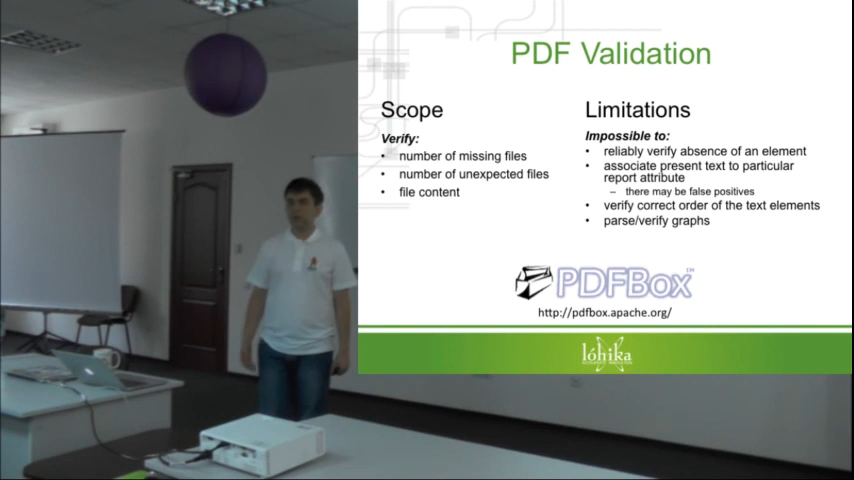 PDF Validation
Scope
Verify:
• number of missing files
• number of unexpected files
• file content
Limitations
Impossible to:
• reliably verify absence of an element
• associate present text to particular
report attribute
– there may be false positives
• verify correct order of the text elements
• parse/verify graphs
PDFBox™
http://pdfbox.apache.org/
lóhika